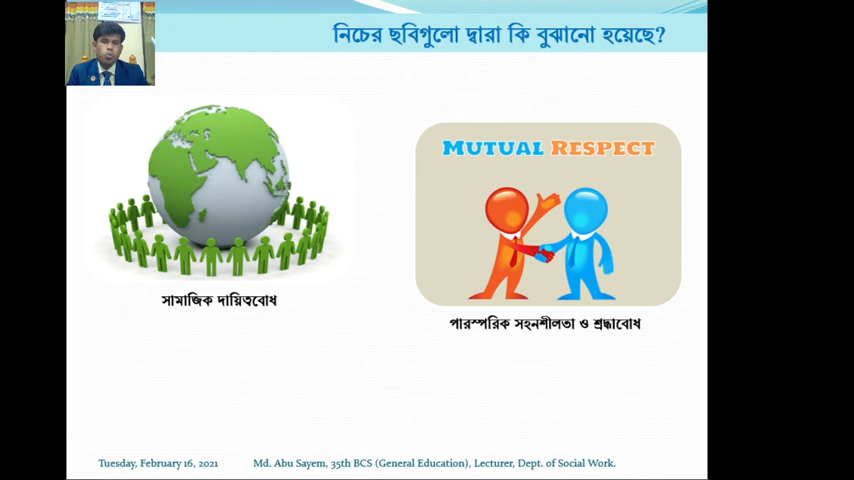 নিচের ছবিগুলো দ্বারা কি বুঝানো হয়েছে?
MUTUAL RESPECT
সামাজিক দায়িত্ববোধ
পারস্পরিক সহনশীলতা ও শ্রদ্ধাবোধ
Tuesday, February 16, 2021
Md. Abu Sayem, 35th BCS (General Education), Lecturer, Dept. of Social Work.